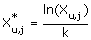 X*u,j = ln(Xu,j) / k